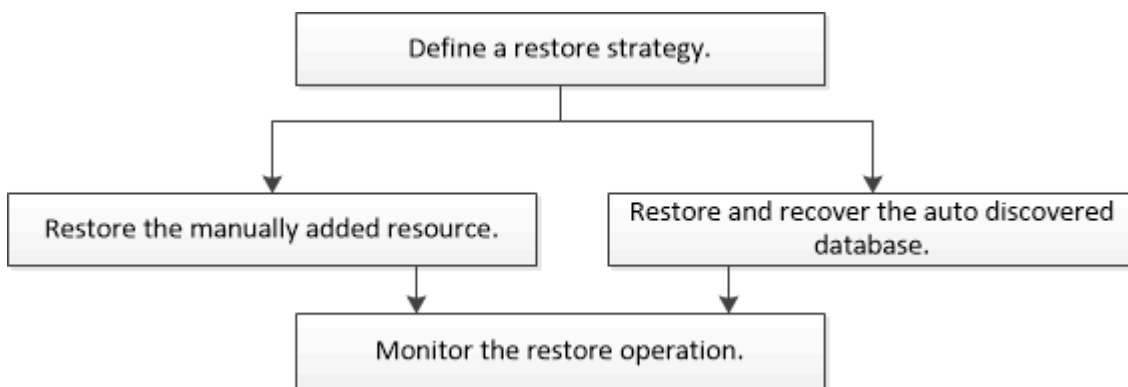 Define a restore strategy.
Restore the manually added resource.
Restore and recover the auto discovered
database.
Monitor the restore operation.